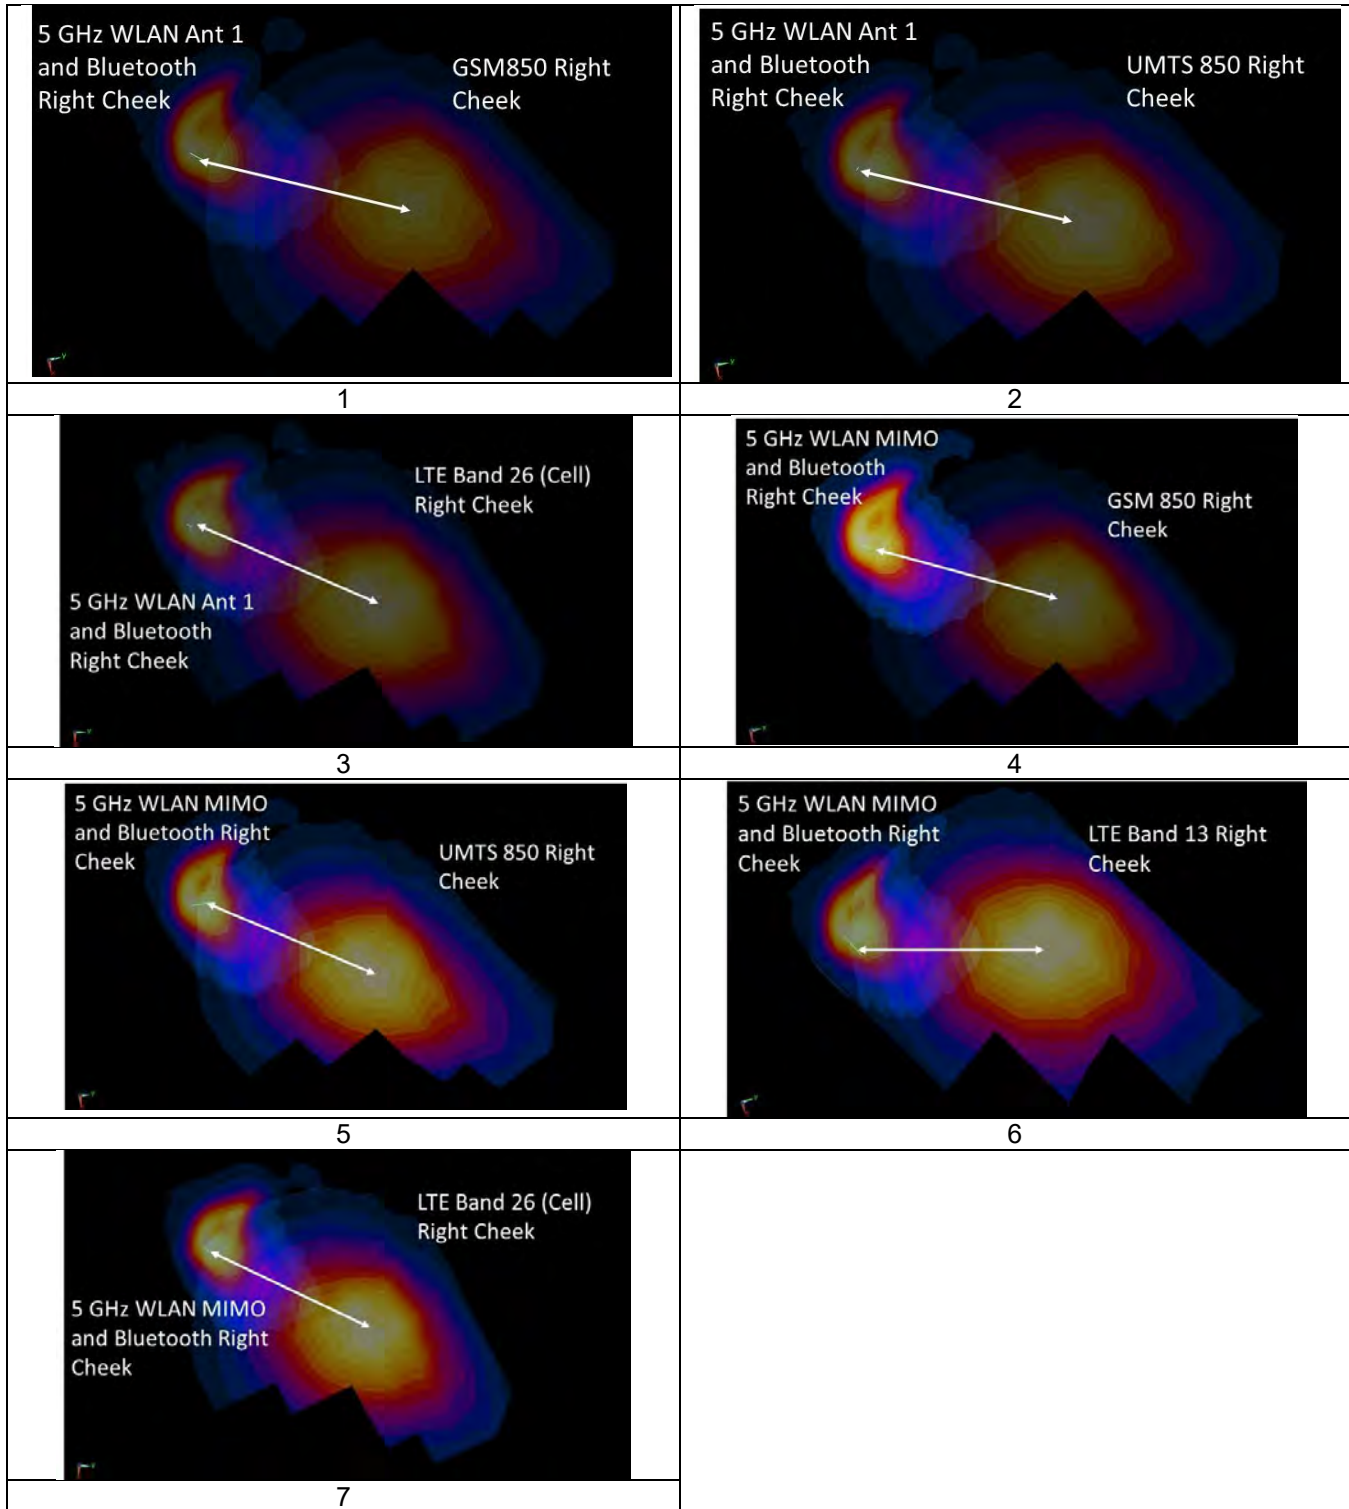 5 GHz WLAN Ant 1
and Bluetooth
Right Cheek
GSM850 Right
Cheek
1
5 GHz WLAN Ant 1
and Bluetooth
Right Cheek
UMTS 850 Right
Cheek
2
LTE Band 26 (Cell)
Right Cheek
5 GHz WLAN Ant 1
and Bluetooth
Right Cheek
3
5 GHz WLAN MIMO
and Bluetooth
Right Cheek
GSM 850 Right
Cheek
4
5 GHz WLAN MIMO
and Bluetooth Right
Cheek
UMTS 850 Right
Cheek
5
5 GHz WLAN MIMO
and Bluetooth Right
Cheek
LTE Band 13 Right
Cheek
6
LTE Band 26 (Cell)
Right Cheek
5 GHz WLAN MIMO
and Bluetooth Right
Cheek
7